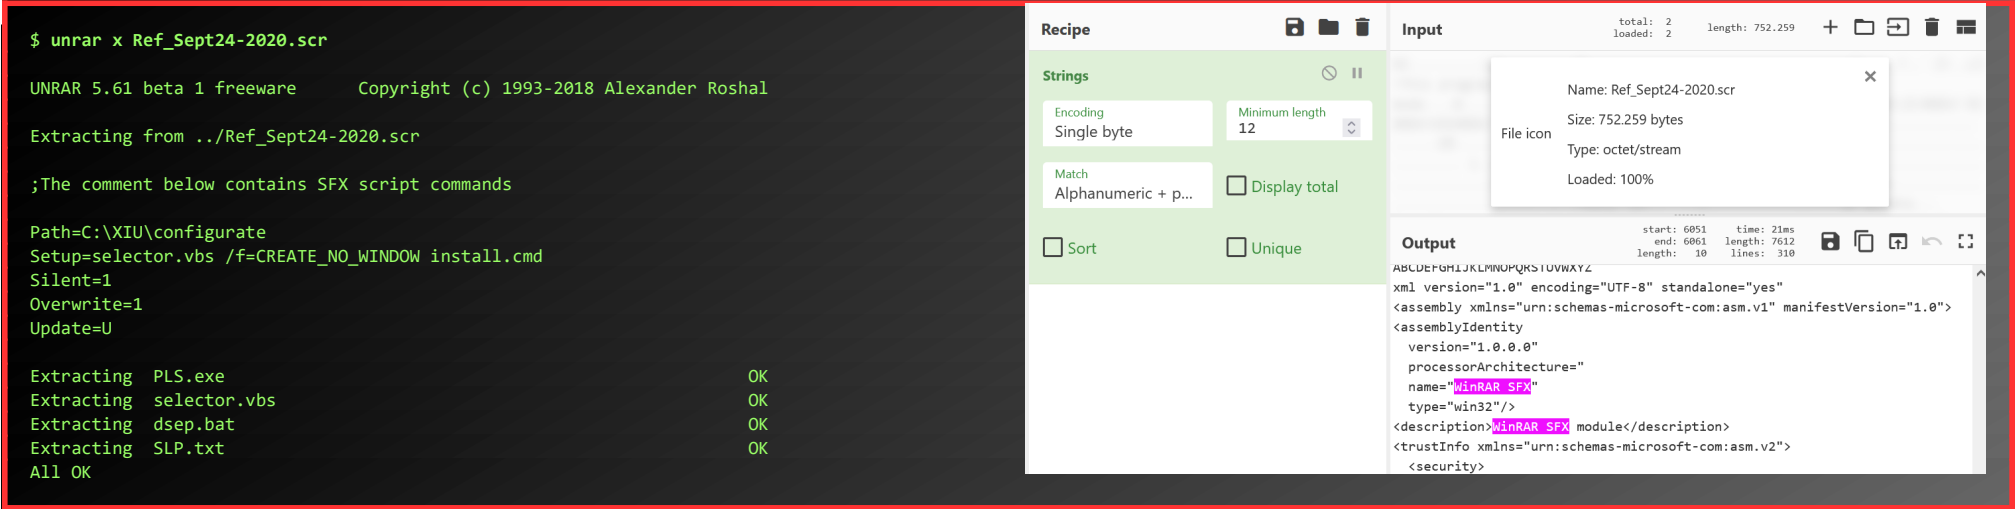 $ unrar x Ref_Sept24-2020.scr
UNRAR 5.61 beta 1 freeware      Copyright (c) 1993-2018 Alexander Roshal
Extracting from ../Ref_Sept24-2020.scr
;The comment below contains SFX script commands
Path=C:\XIU\configurate
Setup=selector.vbs /f=CREATE_NO_WINDOW install.cmd
Silent=1
Overwrite=1
Update=U
Extracting  PLS.exe    OK
Extracting  selector.vbs    OK
Extracting  dsep.bat    OK
Extracting  SLP.txt    OK
All OK
Recipe
Strings
Encoding
Single byte
Minimum length
12
Match
Alphanumeric + p...
Display total
Sort
Unique
Input
total: 2
loaded: 2
length: 752.259
File icon
Name: Ref_Sept24-2020.scr
Size: 752.259 bytes
Type: octet/stream
Loaded: 100%
Output
start: 6051
end: 6061
length: 10
time: 21ms
length: 7612
lines: 310
ABCDEFGHIJKLMNOPQRSTUVWXYZ
xml version="1.0" encoding="UTF-8" standalone="yes"
<assembly xmlns="urn:schemas-microsoft-com:asm.v1" manifestVersion="1.0">
<assemblyIdentity
version="1.0.0.0"
processorArchitecture="
name="WinRAR SFX"
type="win32"/>
<description>WinRAR SFX module</description>
<trustInfo xmlns="urn:schemas-microsoft-com:asm.v2">
<security>